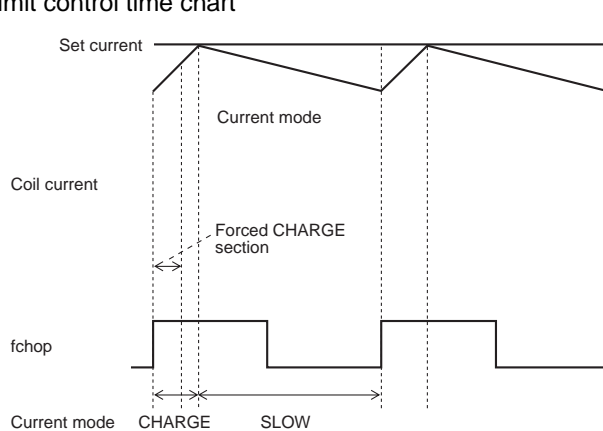 imit control time chart
Set current
Current mode
Coil current
Forced CHARGE
section
fchop
Current mode CHARGE SLOW